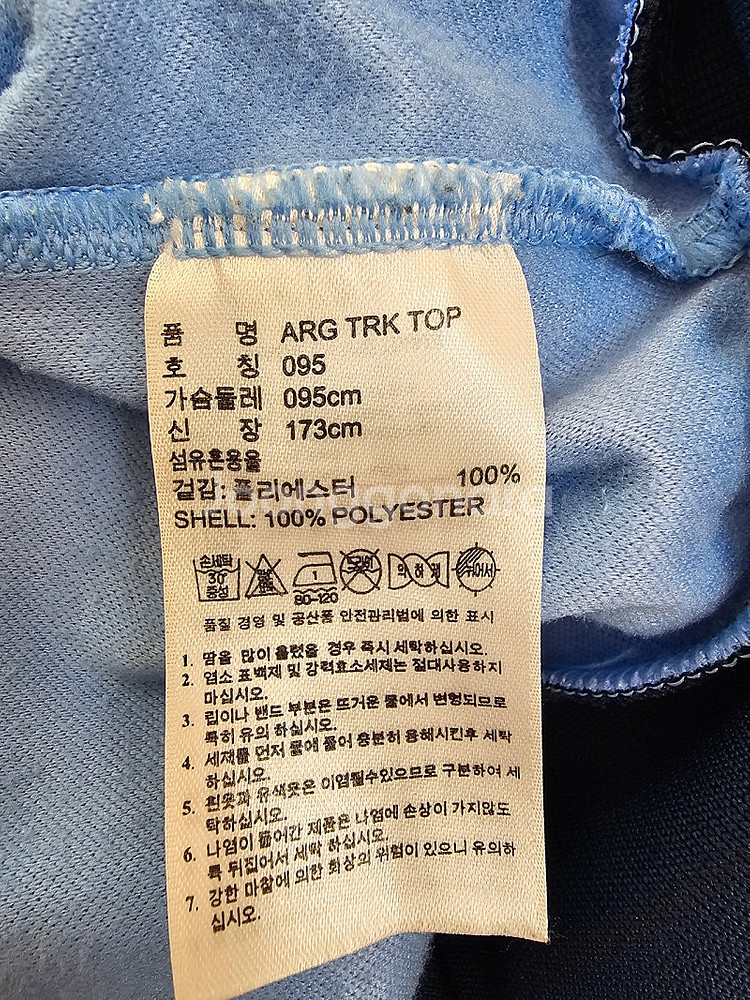 품 명 ARG TRK TOP
호 칭 095
가슴둘레 095cm
신 장 173cm
섬유혼용율
겉감: 폴리에스터 100%
SHELL: 100% POLYESTER
손세탁 30 중성 1 80-120 드라이 약하게 뉘어서
품질 경영 및 공산품 안전관리법에 의한 표시
1. 땀을 많이 흘렸을 경우 즉시 세탁하십시오.
2. 염소 표백제 및 강력효소세제는 절대사용하지
마십시오.
3. 립이나 밴드 부분은 뜨거운 물에서 변형되므로
특히 유의 하십시오.
4. 세제를 먼저 물에 풀어 충분히 용해시킨후 세탁
하십시오.
5. 흰옷과 유색옷은 이염될수있으므로 구분하여 세
탁하십시오.
6. 나염이 들어간 제품은 나염에 손상이 가지않도
록 뒤집어서 세탁 하십시오.
7. 강한 마찰에 의한 화상의 위험이 있으니 유의하
십시오.